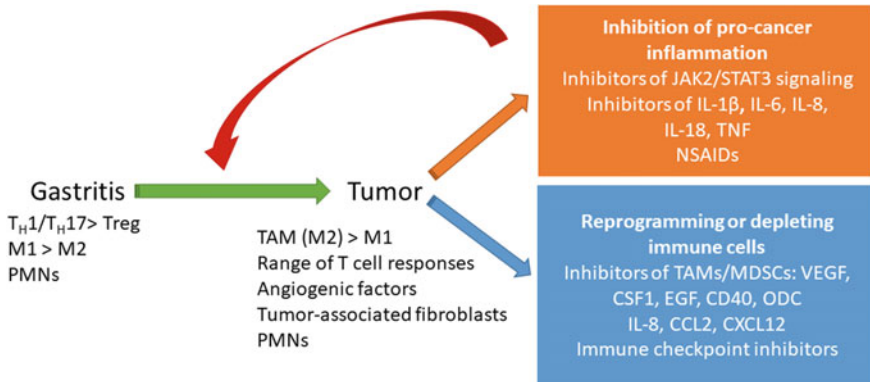 Gastritis
T_H1/T_H17> Treg
M1 > M2
PMNs
Tumor
TAM (M2) > M1
Range of T cell responses
Angiogenic factors
Tumor-associated fibroblasts
PMNs
Inhibition of pro-cancer
inflammation
Inhibitors of JAK2/STAT3 signaling
Inhibitors of IL-1β, IL-6, IL-8,
IL-18, TNF
NSAIDs
Reprogramming or depleting
immune cells
Inhibitors of TAMs/MDSCs: VEGF,
CSF1, EGF, CD40, ODC
IL-8, CCL2, CXCL12
Immune checkpoint inhibitors